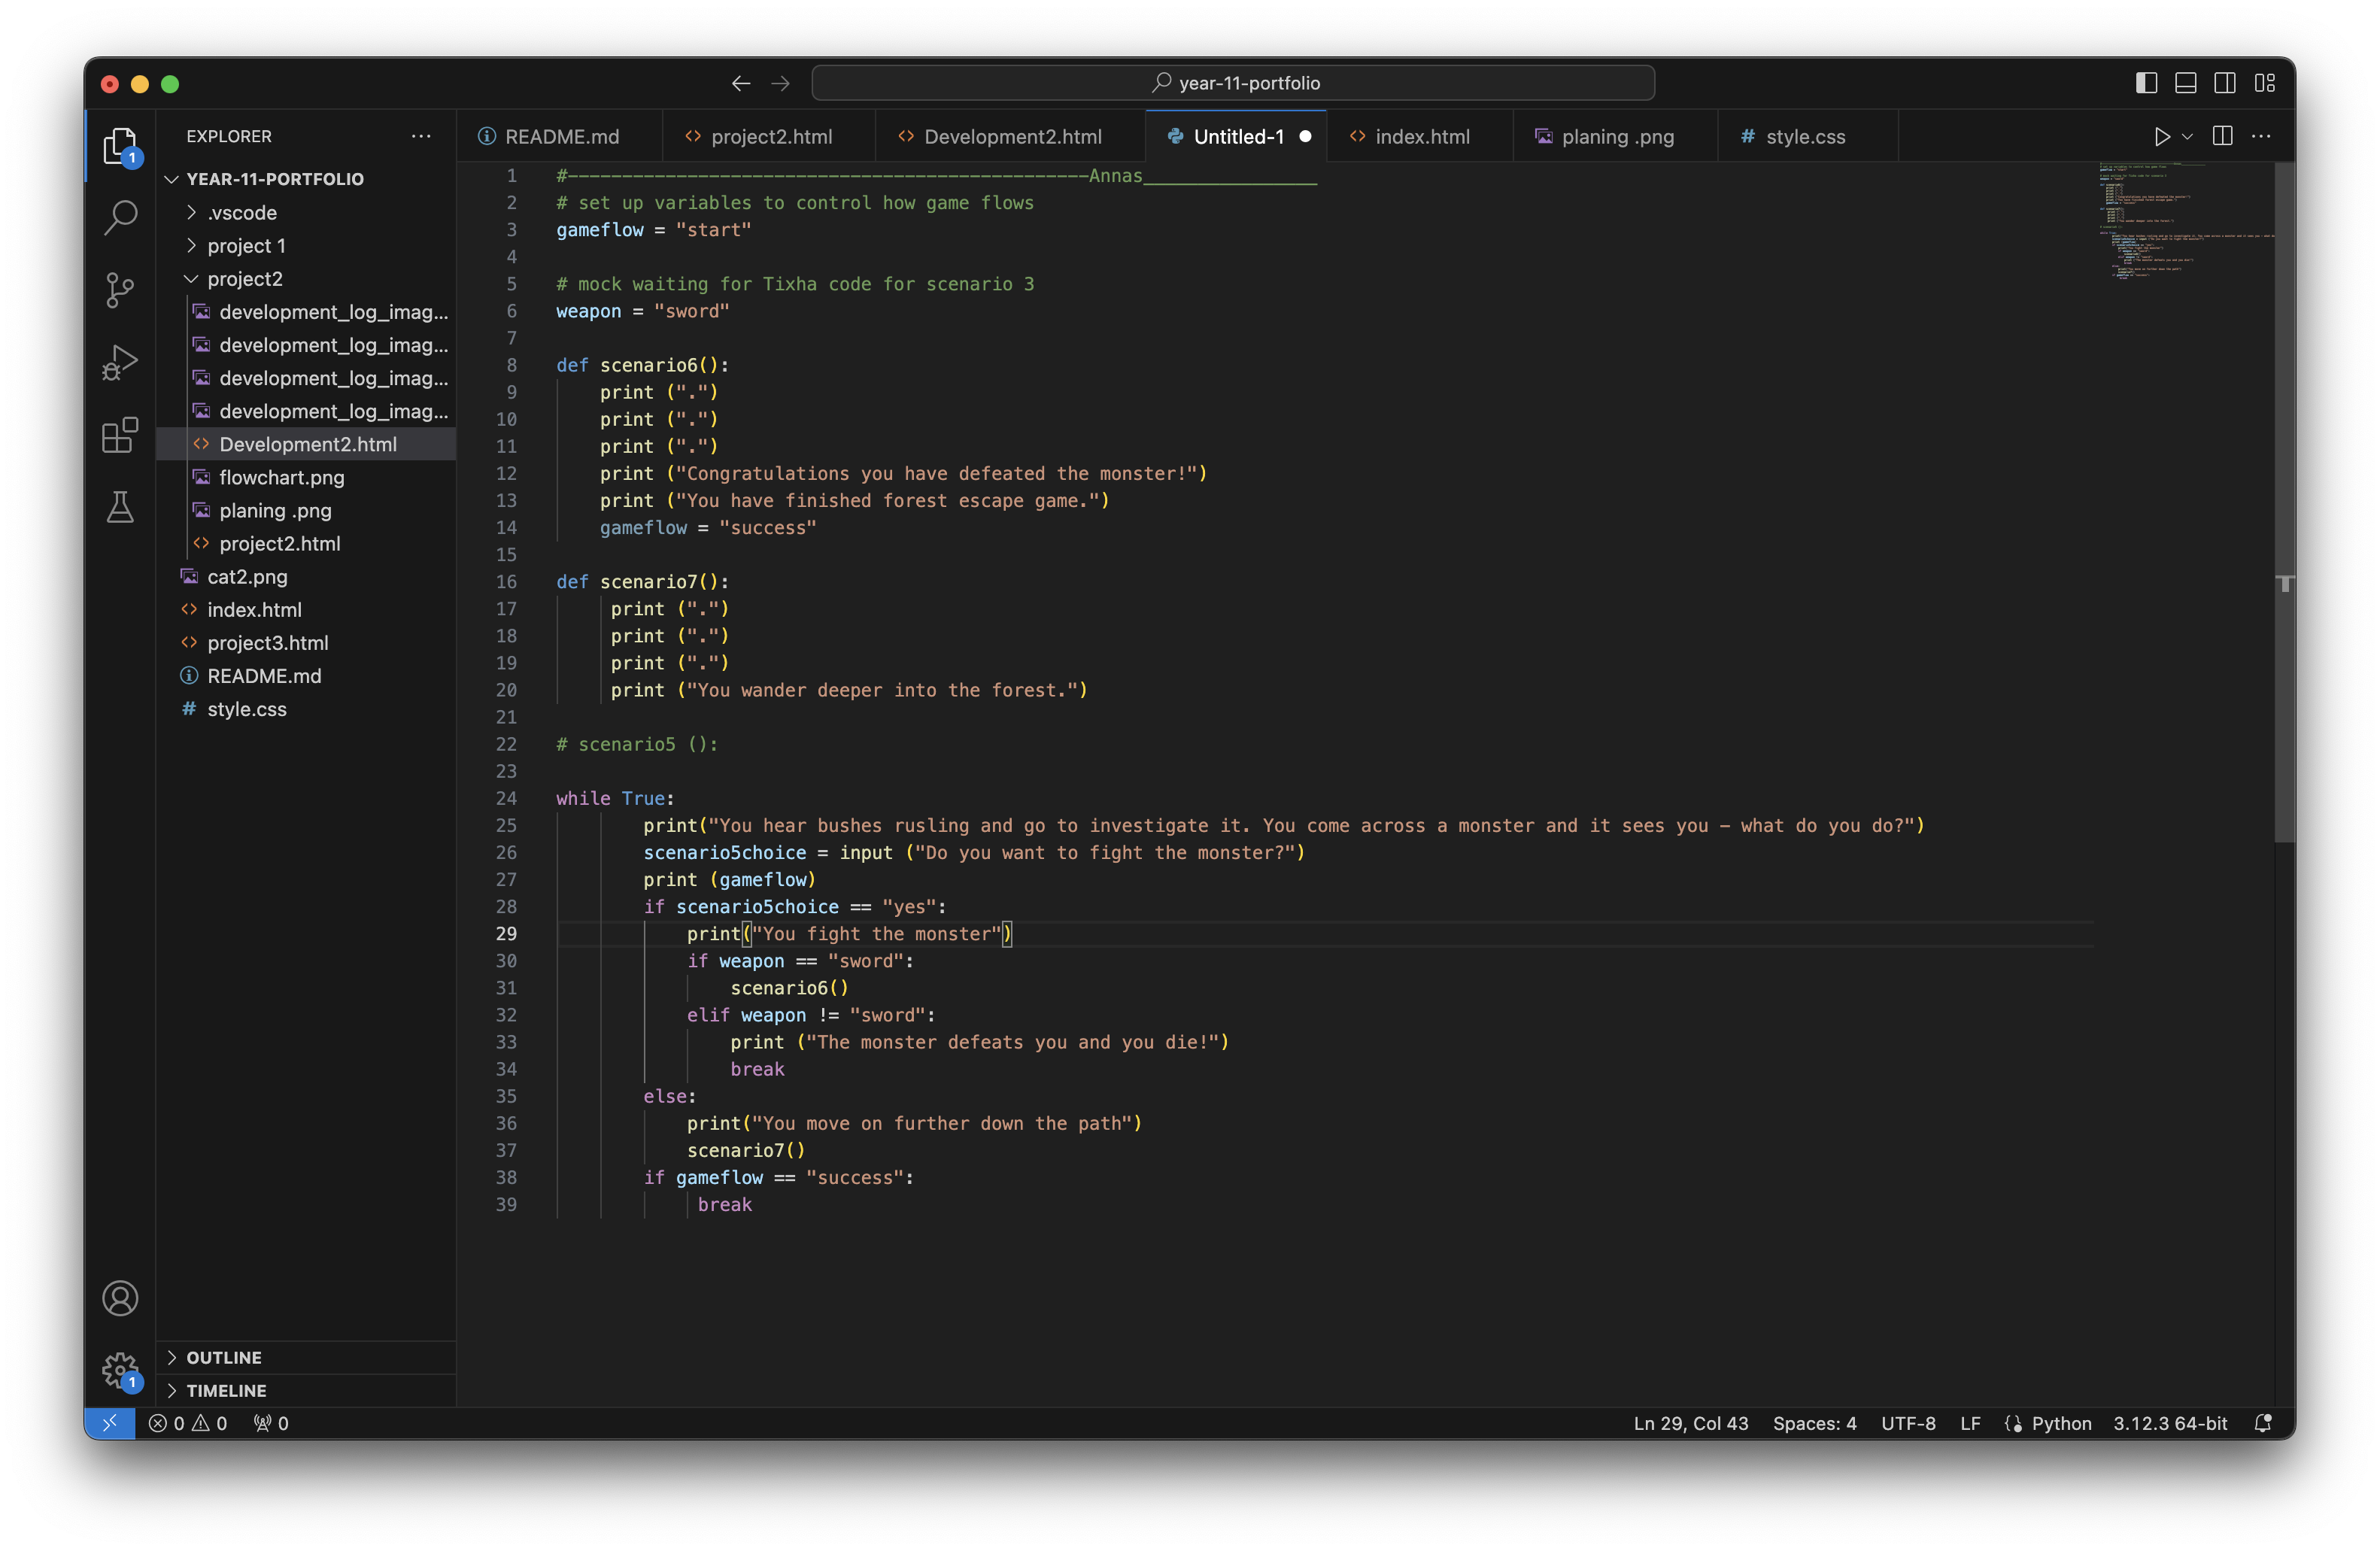 year-11-portfolio
EXPLORER
README.md
project2.html
Development2.html
Untitled-1
index.html
planing .png
style.css
YEAR-11-PORTFOLIO
.vscode
project 1
project2
development_log_imag...
development_log_imag...
development_log_imag...
development_log_imag...
Development2.html
flowchart.png
planing .png
project2.html
cat2.png
index.html
project3.html
README.md
style.css
OUTLINE
TIMELINE
1
1
1 #------------------------------------------------Annas________________
2 # set up variables to control how game flows
3 gameflow = "start"
4
5 # mock waiting for Tixha code for scenario 3
6 weapon = "sword"
7
8 def scenario6():
9     print (".")
10     print (".")
11     print (".")
12     print ("Congratulations you have defeated the monster!")
13     print ("You have finished forest escape game.")
14     gameflow = "success"
15
16 def scenario7():
17      print (".")
18      print (".")
19      print (".")
20      print ("You wander deeper into the forest.")
21
22 # scenario5 ():
23
24 while True:
25         print("You hear bushes rusling and go to investigate it. You come across a monster and it sees you - what do you do?")
26         scenario5choice = input ("Do you want to fight the monster?")
27         print (gameflow)
28         if scenario5choice == "yes":
29             print("You fight the monster")
30             if weapon == "sword":
31                 scenario6()
32             elif weapon != "sword":
33                 print ("The monster defeats you and you die!")
34                 break
35         else:
36             print("You move on further down the path")
37             scenario7()
38         if gameflow == "success":
39              break
0 0 0
Ln 29, Col 43 Spaces: 4 UTF-8 LF Python 3.12.3 64-bit